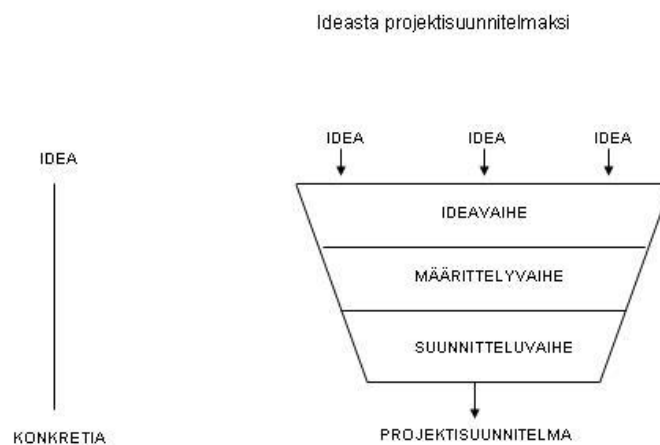 Ideasta projektisuunnitelmaksi
IDEA IDEA IDEA
IDEA
IDEAVAIHE
MÄÄRITTELYVAIHE
SUUNNITTELUVAIHE
KONKRETIA
PROJEKTISUUNNITELMA